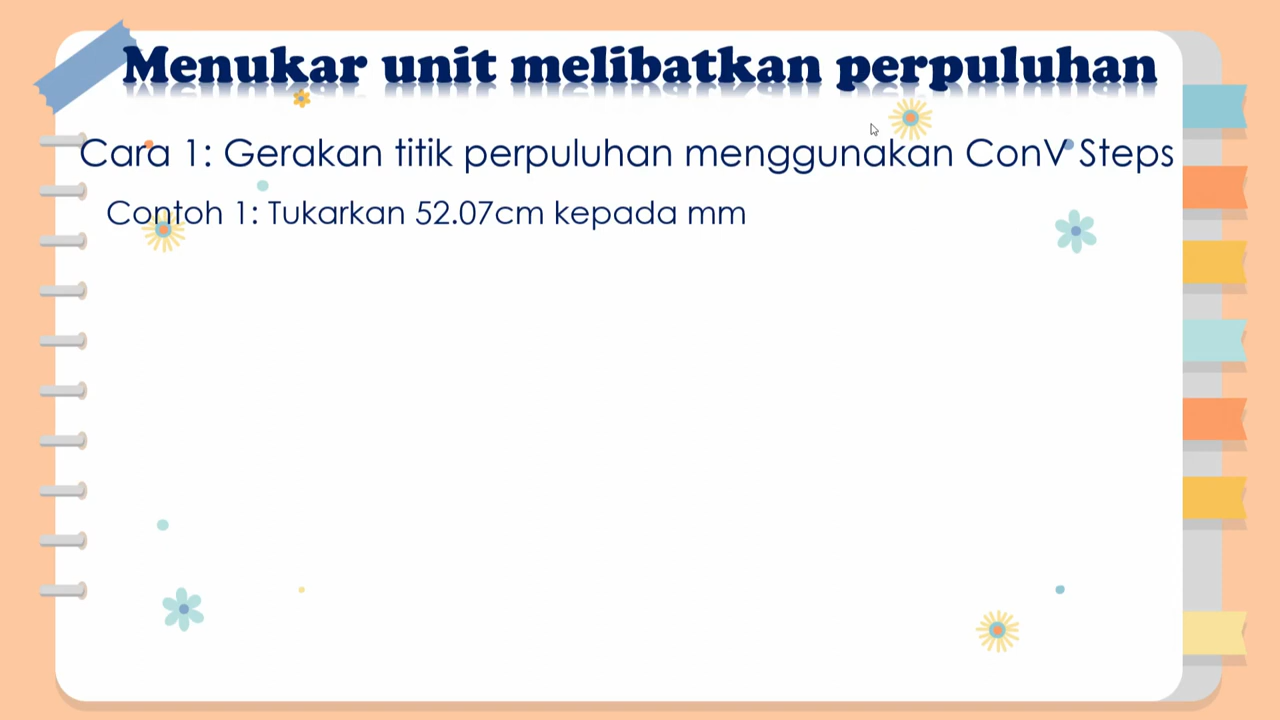 Menukar unit melibatkan perpuluhan
Cara 1: Gerakan titik perpuluhan menggunakan ConV Steps
Contoh 1: Tukarkan 52.07cm kepada mm